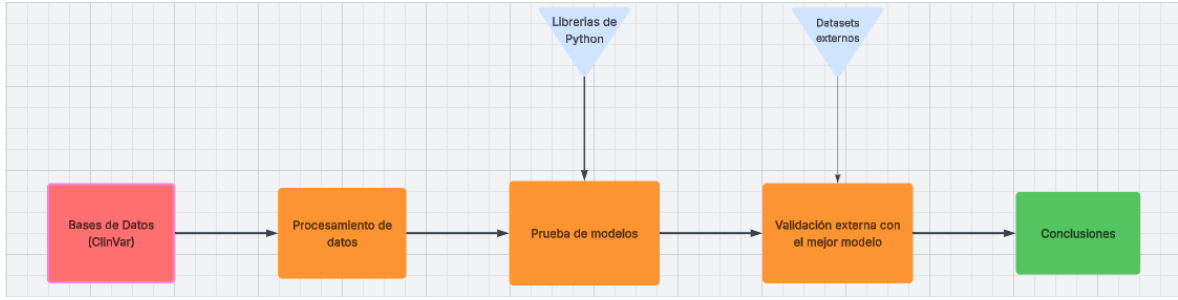 Librerias de
Python
Datasets
externos
Bases de Datos
(ClinVar)
Procesamiento de
datos
Prueba de modelos
Validación externa con
el mejor modelo
Conclusiones